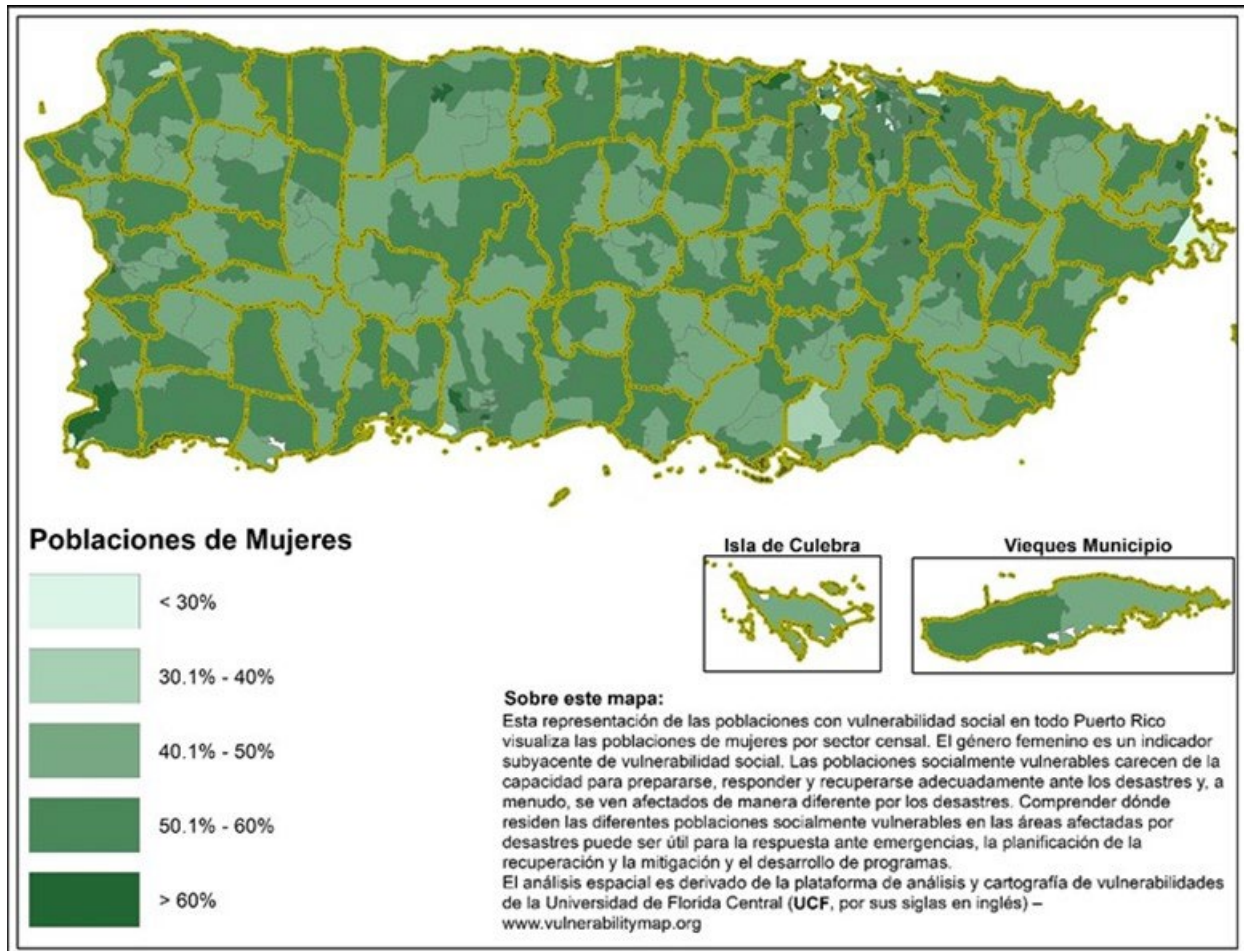 Poblaciones de Mujeres
< 30%
30.1% - 40%
40.1% - 50%
50.1% - 60%
> 60%
Isla de Culebra
Vieques Municipio
Sobre este mapa:
Esta representación de las poblaciones con vulnerabilidad social en todo Puerto Rico
visualiza las poblaciones de mujeres por sector censal. El género femenino es un indicador
subyacente de vulnerabilidad social. Las poblaciones socialmente vulnerables carecen de la
capacidad para prepararse, responder y recuperarse adecuadamente ante los desastres y, a
menudo, se ven afectados de manera diferente por los desastres. Comprender dónde
residen las diferentes poblaciones socialmente vulnerables en las áreas afectadas por
desastres puede ser útil para la respuesta ante emergencias, la planificación de la
recuperación y la mitigación y el desarrollo de programas.
El análisis espacial es derivado de la plataforma de análisis y cartografía de vulnerabilidades
de la Universidad de Florida Central (UCF, por sus siglas en inglés) –
www.vulnerabilitymap.org